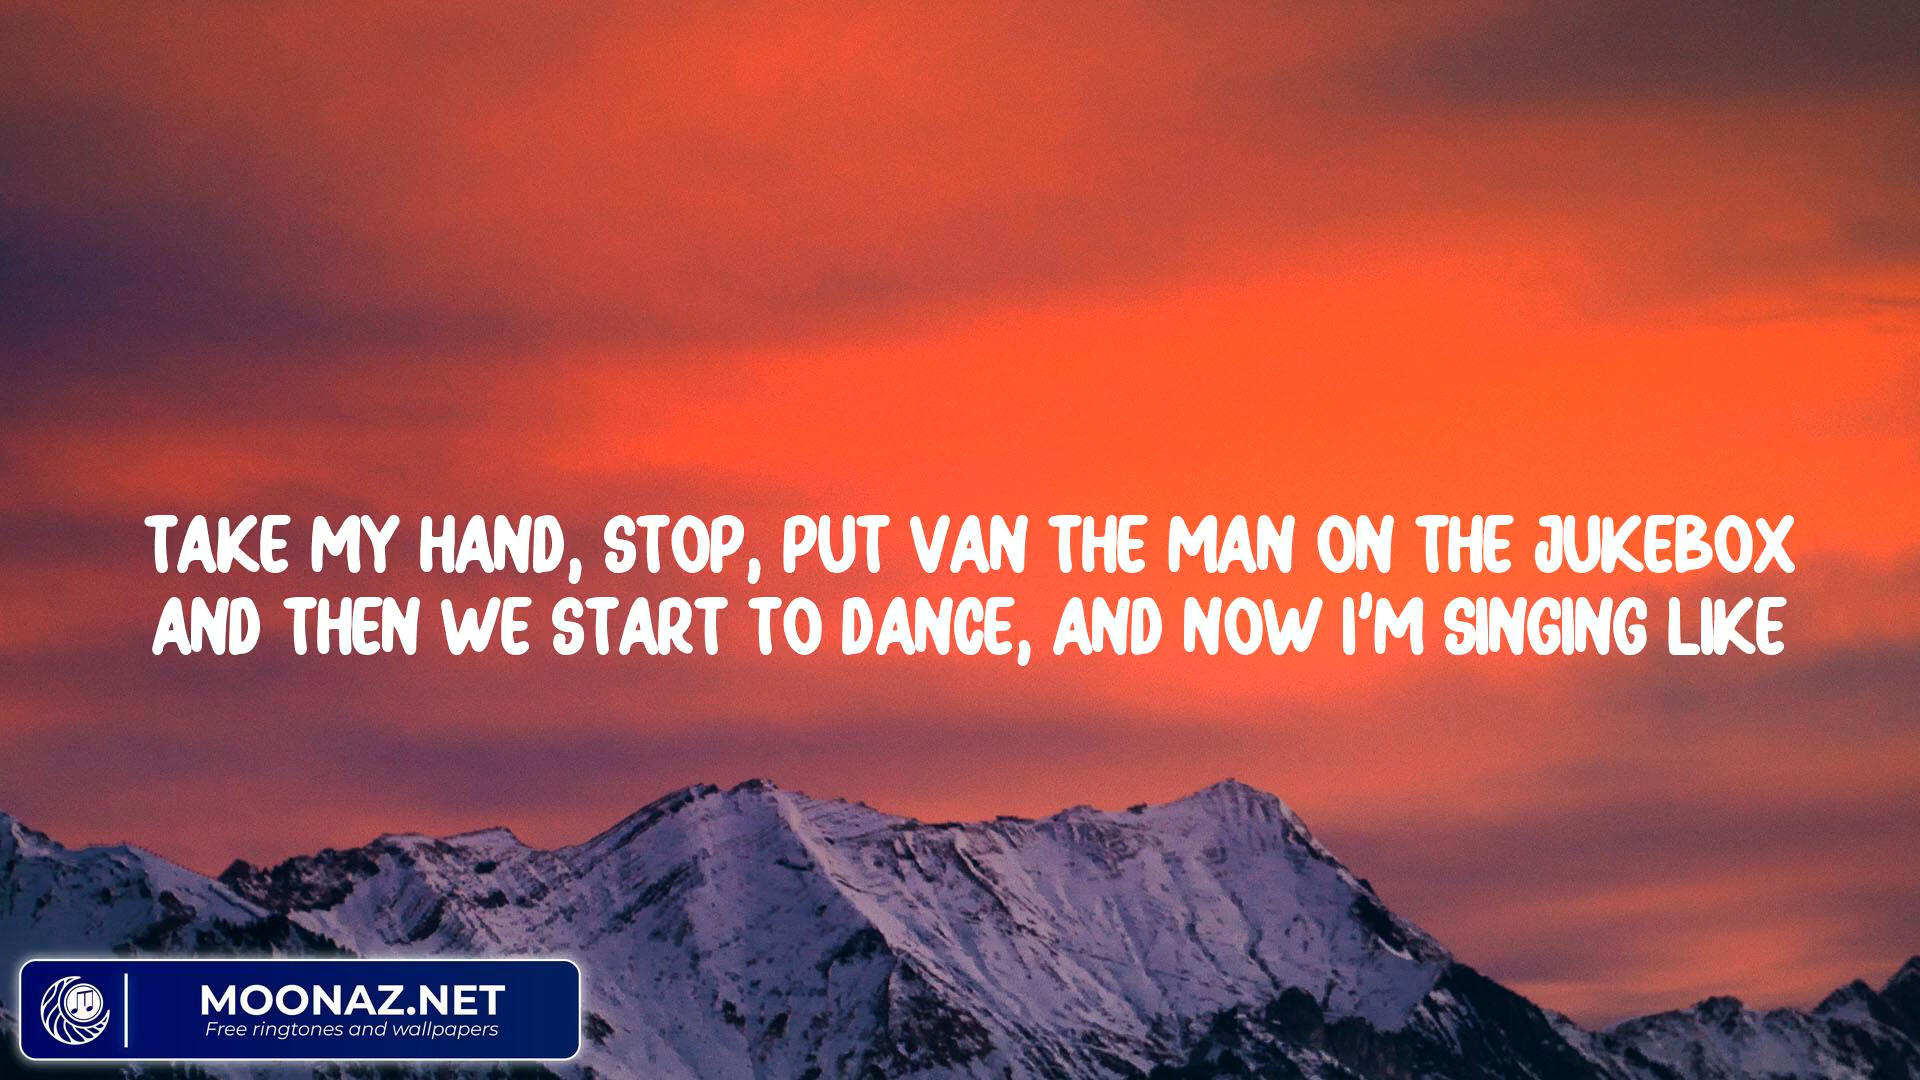 TAKE MY HAND, STOP, PUT VAN THE MAN ON THE JUKEBOX
AND THEN WE START TO DANCE, AND NOW I'M SINGING LIKE
MOONAZ.NET
Free ringtones and wallpapers